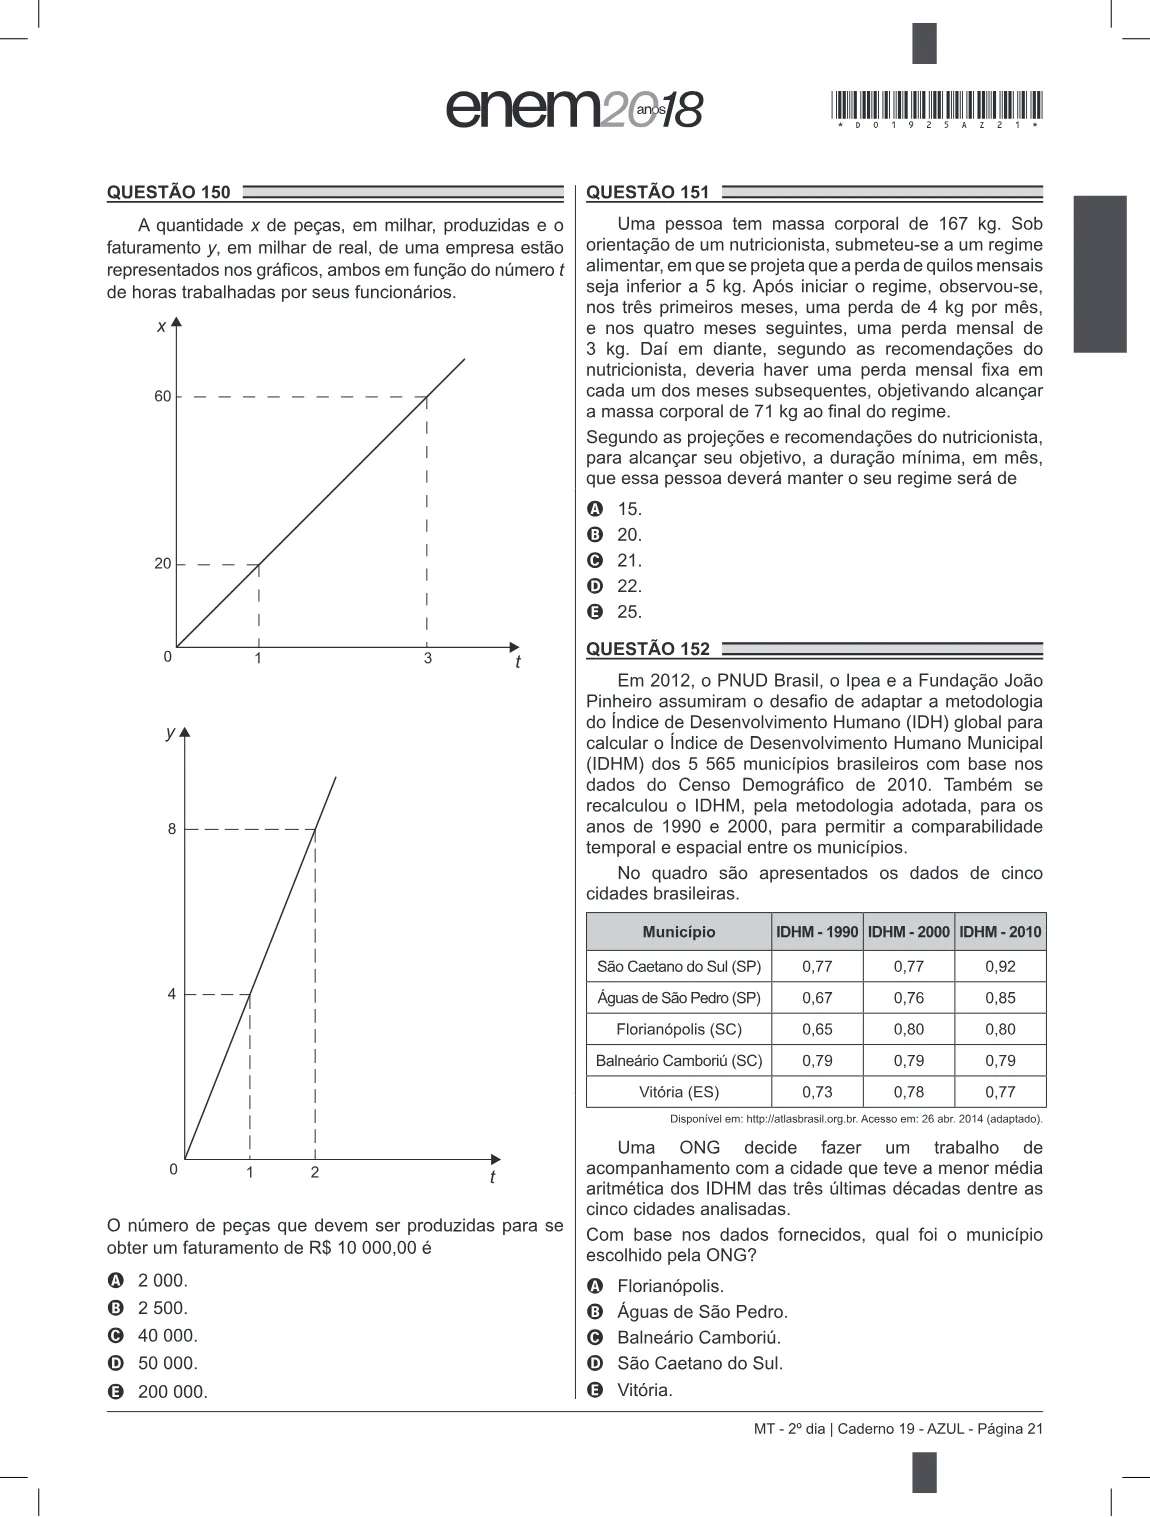 enem20anos18
*DO1925AZ21*
QUESTÃO 150
A quantidade x de peças, em milhar, produzidas e o
faturamento y, em milhar de real, de uma empresa estão
representados nos gráficos, ambos em função do número t
de horas trabalhadas por seus funcionários.
x
60
20
0
1
3
t
y
8
4
0
1
2
t
O número de peças que devem ser produzidas para se
obter um faturamento de R$ 10 000,00 é
A 2 000.
B 2 500.
C 40 000.
D 50 000.
E 200 000.
QUESTÃO 151
Uma pessoa tem massa corporal de 167 kg. Sob
orientação de um nutricionista, submeteu-se a um regime
alimentar, em que se projeta que a perda de quilos mensais
seja inferior a 5 kg. Após iniciar o regime, observou-se,
nos três primeiros meses, uma perda de 4 kg por mês,
e nos quatro meses seguintes, uma perda mensal de
3 kg. Daí em diante, segundo as recomendações do
nutricionista, deveria haver uma perda mensal fixa em
cada um dos meses subsequentes, objetivando alcançar
a massa corporal de 71 kg ao final do regime.
Segundo as projeções e recomendações do nutricionista,
para alcançar seu objetivo, a duração mínima, em mês,
que essa pessoa deverá manter o seu regime será de
A 15.
B 20.
C 21.
D 22.
E 25.
QUESTÃO 152
Em 2012, o PNUD Brasil, o Ipea e a Fundação João
Pinheiro assumiram o desafio de adaptar a metodologia
do Índice de Desenvolvimento Humano (IDH) global para
calcular o Índice de Desenvolvimento Humano Municipal
(IDHM) dos 5 565 municípios brasileiros com base nos
dados do Censo Demográfico de 2010. Também se
recalculou o IDHM, pela metodologia adotada, para os
anos de 1990 e 2000, para permitir a comparabilidade
temporal e espacial entre os municípios.
No quadro são apresentados os dados de cinco
cidades brasileiras.
Município IDHM - 1990 IDHM - 2000 IDHM - 2010
São Caetano do Sul (SP) 0,77 0,77 0,92
Águas de São Pedro (SP) 0,67 0,76 0,85
Florianópolis (SC) 0,65 0,80 0,80
Balneário Camboriú (SC) 0,79 0,79 0,79
Vitória (ES) 0,73 0,78 0,77
Disponível em: http://atlasbrasil.org.br. Acesso em: 26 abr. 2014 (adaptado).
Uma ONG decide fazer um trabalho de
acompanhamento com a cidade que teve a menor média
aritmética dos IDHM das três últimas décadas dentre as
cinco cidades analisadas.
Com base nos dados fornecidos, qual foi o município
escolhido pela ONG?
A Florianópolis.
B Águas de São Pedro.
C Balneário Camboriú.
D São Caetano do Sul.
E Vitória.
MT - 2º dia | Caderno 19 - AZUL - Página 21